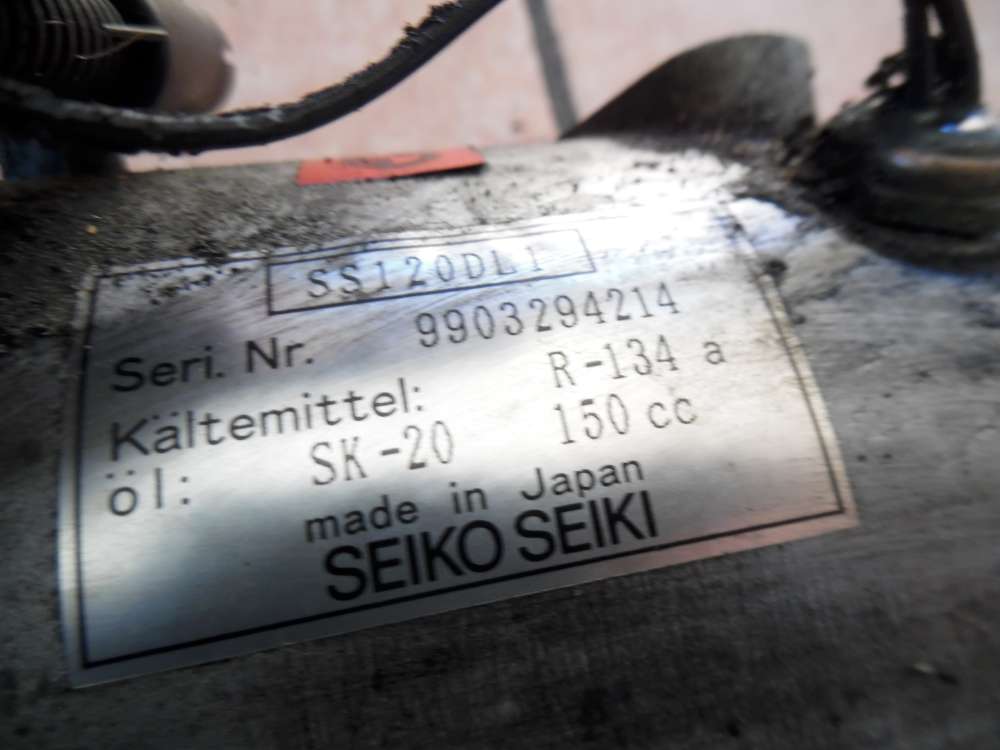 SS120DL1
Seri. Nr. 9903294214
Kältemittel: R-134 a
öl: SK-20 150 cc
made in Japan
SEIKO SEIKI